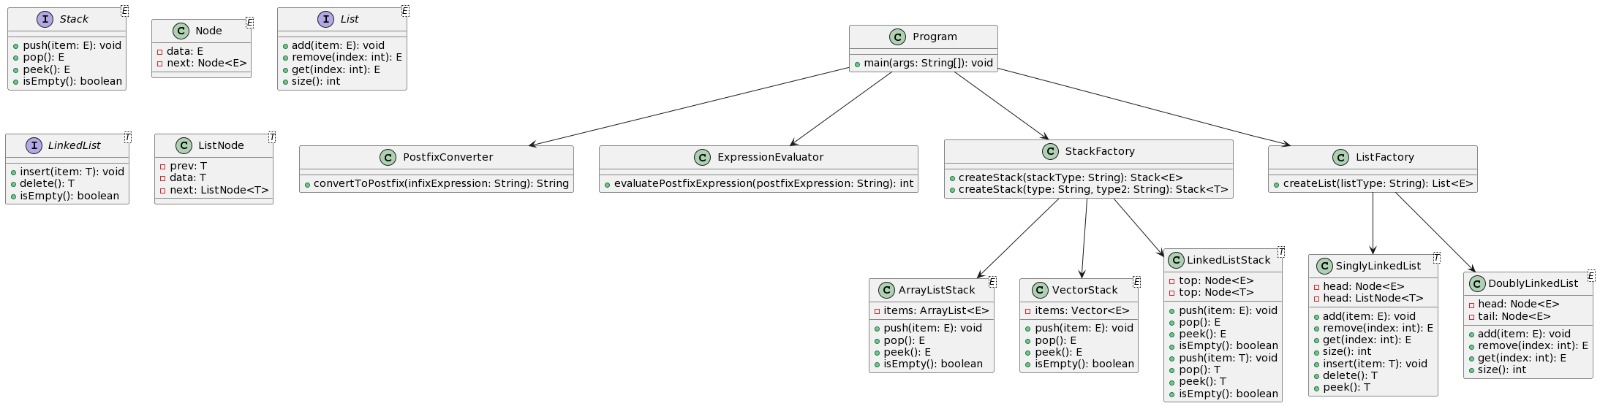 I Stack E
push(item: E): void
pop(): E
peek(): E
isEmpty(): boolean
C Node E
data: E
next: Node<E>
I List E
add(item: E): void
remove(index: int): E
get(index: int): E
size(): int
C Program
main(args: String[]): void
I LinkedList T
insert(item: T): void
delete(): T
isEmpty(): boolean
C ListNode T
prev: T
data: T
next: ListNode<T>
C PostfixConverter
convertToPostfix(infixExpression: String): String
C ExpressionEvaluator
evaluatePostfixExpression(postfixExpression: String): int
C StackFactory
createStack(stackType: String): Stack<E>
createStack(type: String, type2: String): Stack<T>
C ListFactory
createList(listType: String): List<E>
C ArrayListStack E
items: ArrayList<E>
push(item: E): void
pop(): E
peek(): E
isEmpty(): boolean
C VectorStack E
items: Vector<E>
push(item: E): void
pop(): E
peek(): E
isEmpty(): boolean
C LinkedListStack T
top: Node<E>
top: Node<T>
push(item: E): void
pop(): E
peek(): E
isEmpty(): boolean
push(item: T): void
pop(): T
peek(): T
isEmpty(): boolean
C SinglyLinkedList T
head: Node<E>
head: ListNode<T>
add(item: E): void
remove(index: int): E
get(index: int): E
size(): int
insert(item: T): void
delete(): T
peek(): T
C DoublyLinkedList E
head: Node<E>
tail: Node<E>
add(item: E): void
remove(index: int): E
get(index: int): E
size(): int